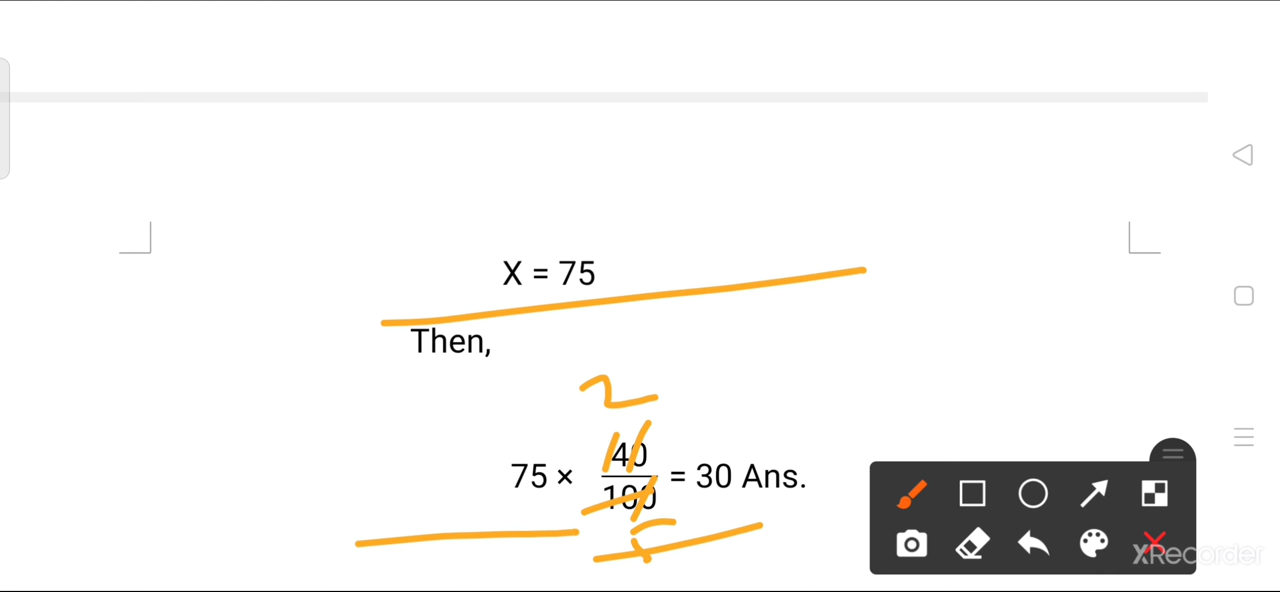 X = 75
Then,
2
75 × 40/100 = 30 Ans.
5
XRecorder